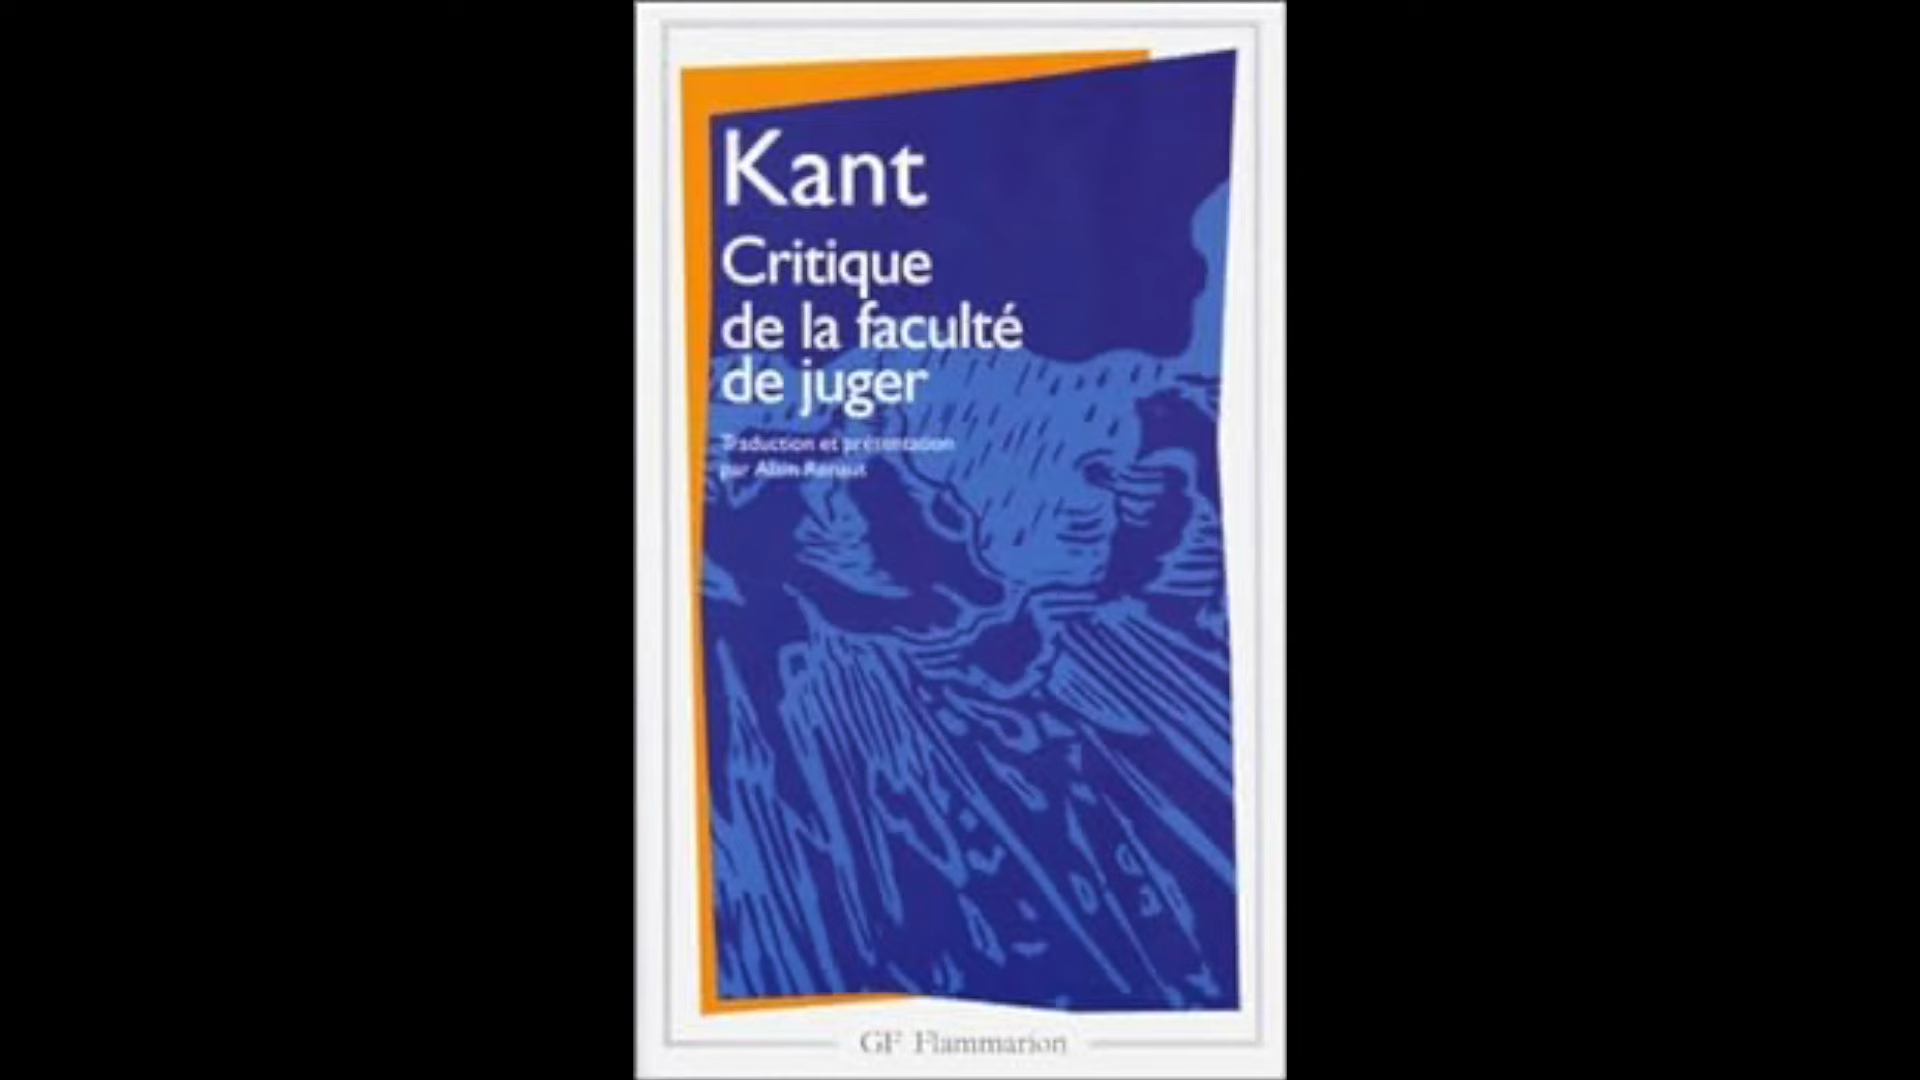 Kant
Critique
de la faculté
de juger
Traduction et présentation
par Alain Renaut
GF Flammarion